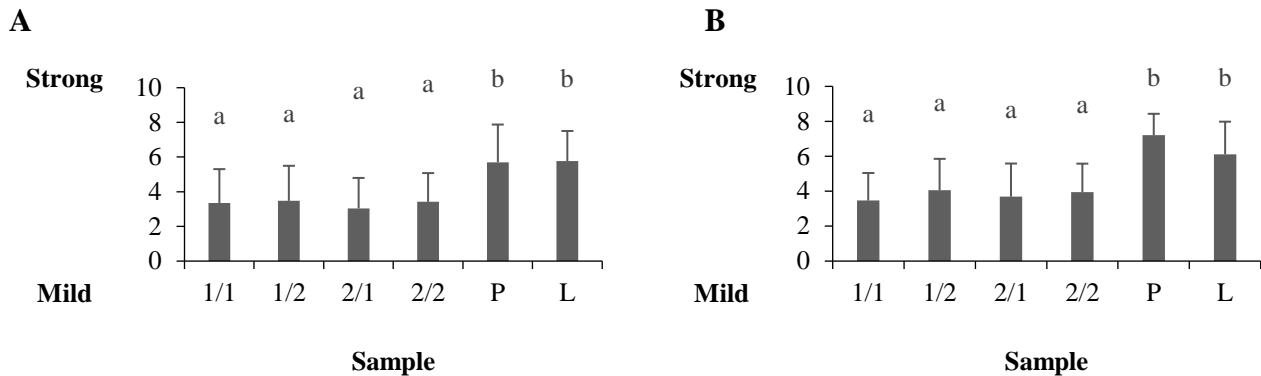 A
Strong
10
8
6
4
2
0
a a a a b b
Mild
1/1 1/2 2/1 2/2 P L
Sample
B
Strong
10
8
6
4
2
0
a a a a b b
Mild
1/1 1/2 2/1 2/2 P L
Sample